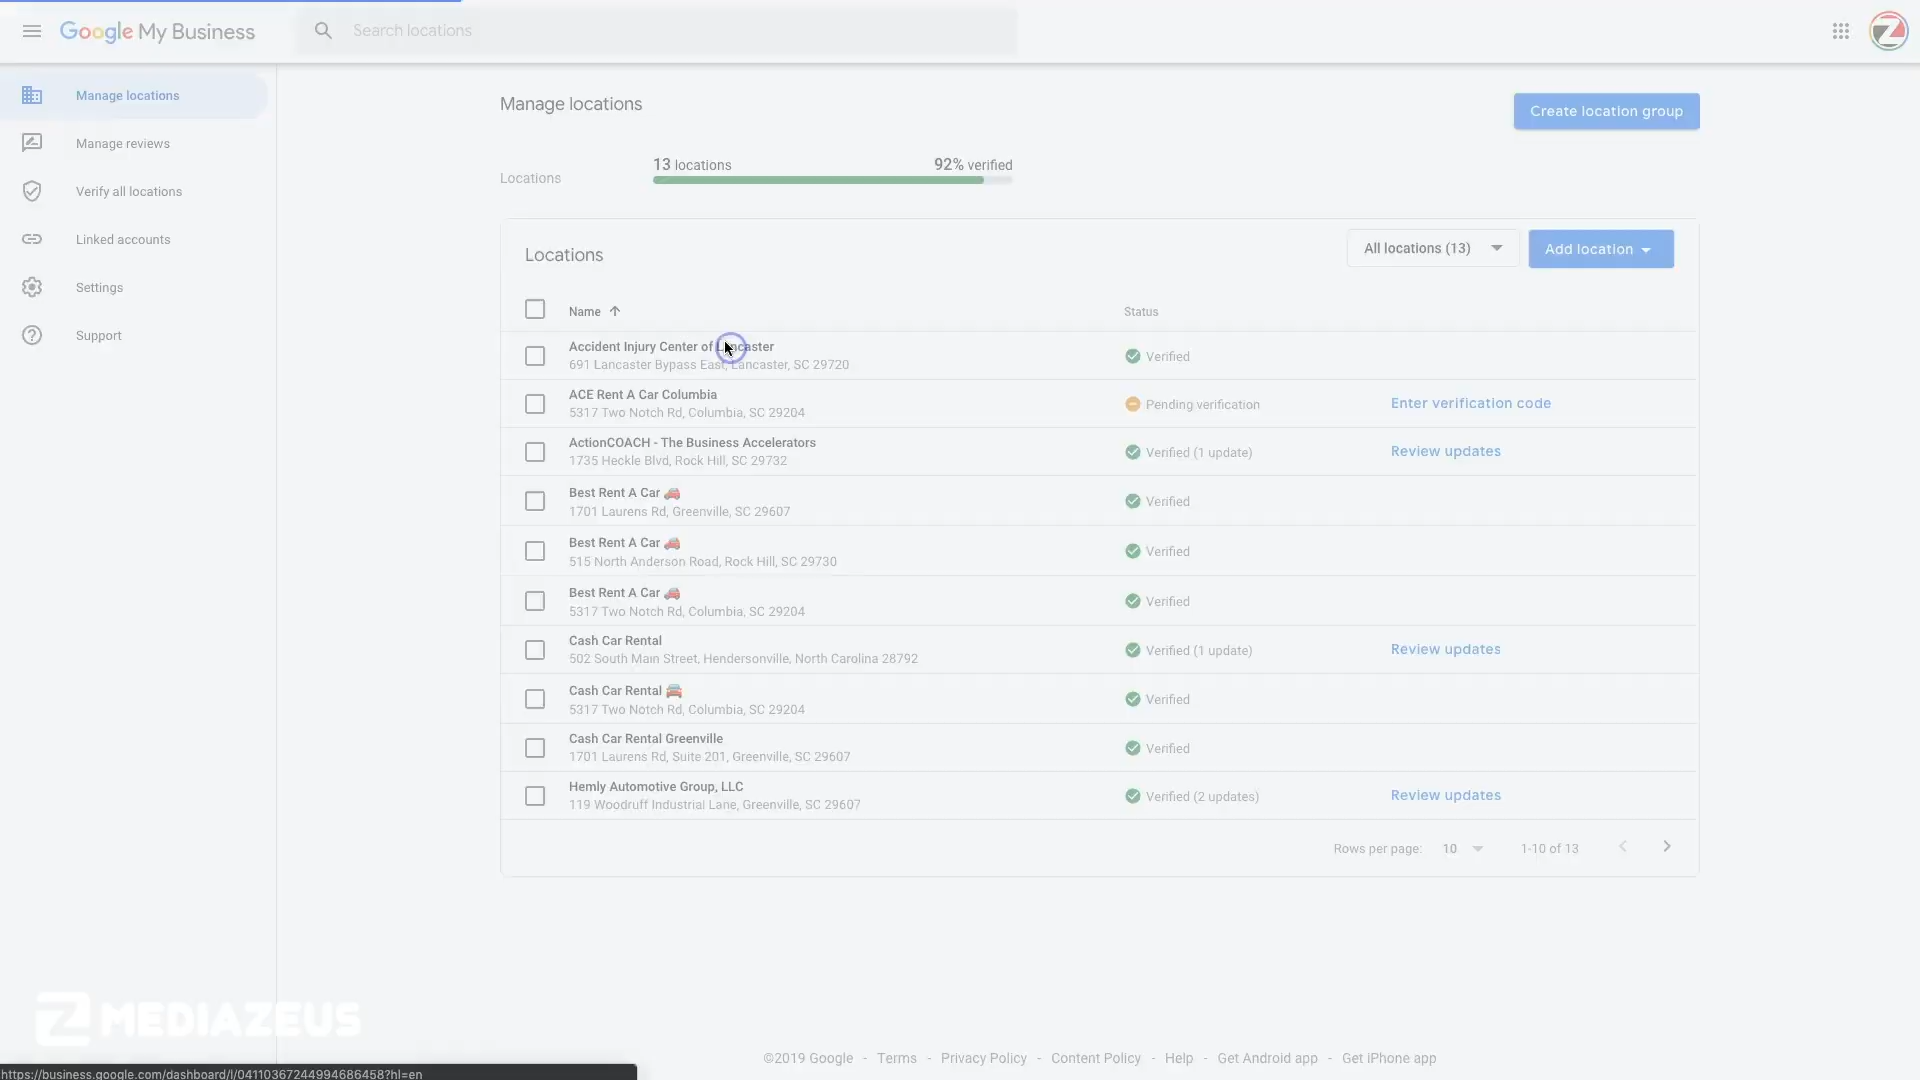 Google My Business
Search locations
Manage locations
Manage reviews
Verify all locations
Linked accounts
Settings
Support
Manage locations
Create location group
Locations
13 locations
92% verified
Locations
All locations (13)
Add location
Name
Status
Accident Injury Center of Lancaster
691 Lancaster Bypass East, Lancaster, SC 29720
Verified
ACE Rent A Car Columbia
5317 Two Notch Rd, Columbia, SC 29204
Pending verification
Enter verification code
ActionCOACH - The Business Accelerators
1735 Heckle Blvd, Rock Hill, SC 29732
Verified (1 update)
Review updates
Best Rent A Car 🚗
1701 Laurens Rd, Greenville, SC 29607
Verified
Best Rent A Car 🚗
515 North Anderson Road, Rock Hill, SC 29730
Verified
Best Rent A Car 🚗
5317 Two Notch Rd, Columbia, SC 29204
Verified
Cash Car Rental
502 South Main Street, Hendersonville, North Carolina 28792
Verified (1 update)
Review updates
Cash Car Rental 🚘
5317 Two Notch Rd, Columbia, SC 29204
Verified
Cash Car Rental Greenville
1701 Laurens Rd, Suite 201, Greenville, SC 29607
Verified
Hemly Automotive Group, LLC
119 Woodruff Industrial Lane, Greenville, SC 29607
Verified (2 updates)
Review updates
Rows per page: 10
1-10 of 13
MEDIAZEUS
©2019 Google - Terms - Privacy Policy - Content Policy - Help - Get Android app - Get iPhone app
https://business.google.com/dashboard/l/04110367244994686458?hl=en